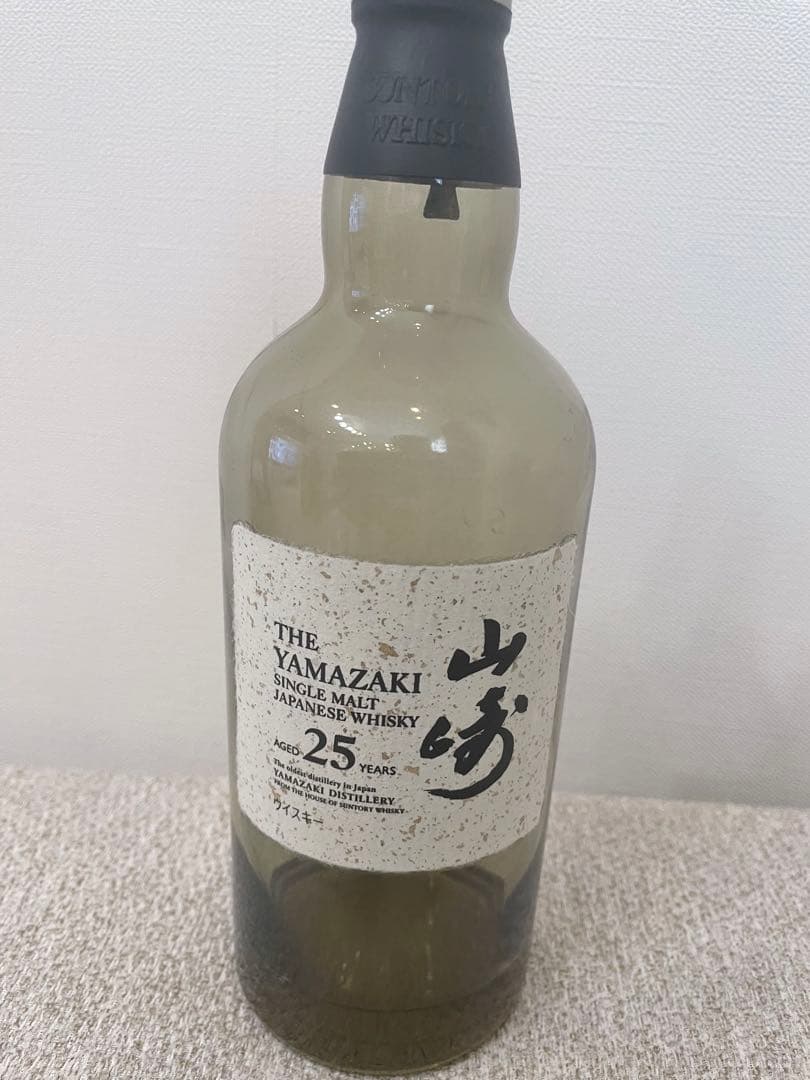 SUNTORY
WHISKY
THE
YAMAZAKI
SINGLE MALT
JAPANESE WHISKY
AGED 25 YEARS
The oldest distillery in Japan
YAMAZAKI DISTILLERY
FROM THE HOUSE OF SUNTORY WHISKY
ウイスキー
山崎